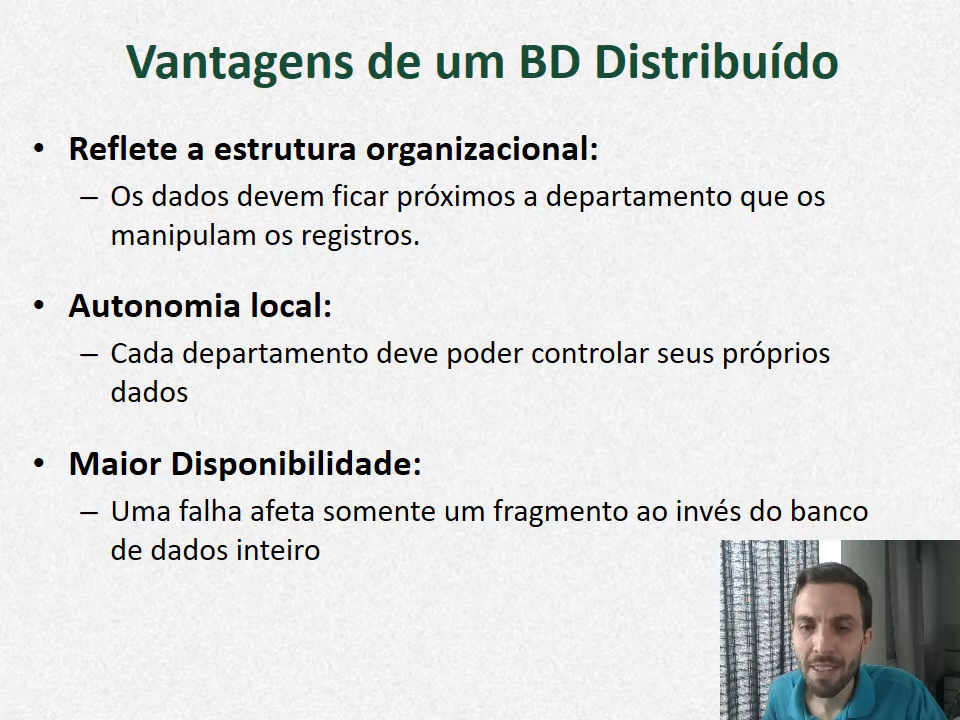 Vantagens de um BD Distribuído
• Reflete a estrutura organizacional:
– Os dados devem ficar próximos a departamento que os
manipulam os registros.
• Autonomia local:
– Cada departamento deve poder controlar seus próprios
dados
• Maior Disponibilidade:
– Uma falha afeta somente um fragmento ao invés do banco
de dados inteiro